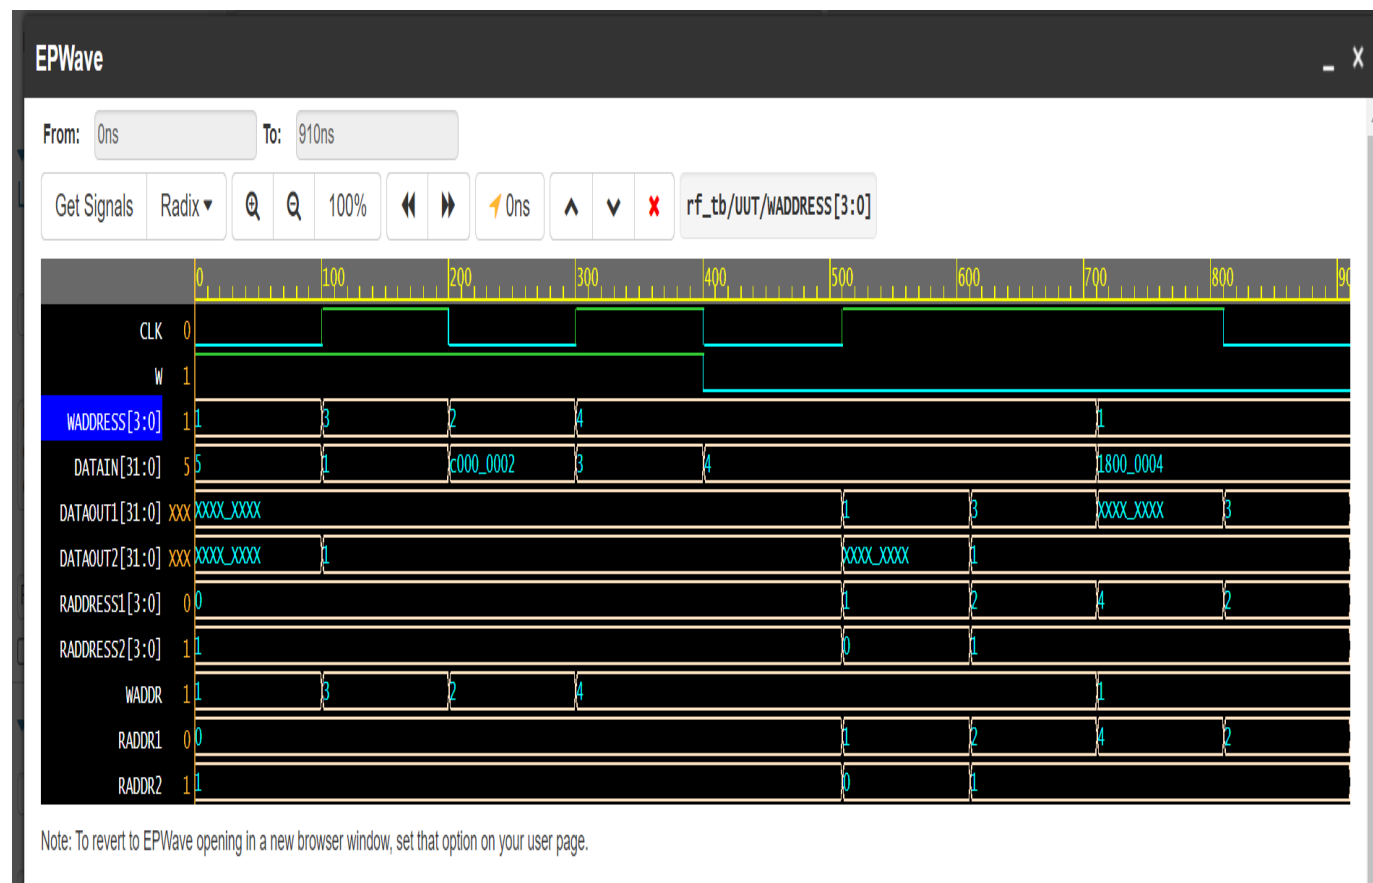 EPWave
From: 0ns To: 910ns
Get Signals Radix 100% 0ns rf_tb/UUT/WADDRESS[3:0]
0 100 200 300 400 500 600 700 800 90
CLK 0
W 1
WADDRESS[3:0] 1 1 3 2 4 1
DATAIN[31:0] 5 5 1 c000_0002 3 4 1800_0004
DATAOUT1[31:0] XXX XXXX_XXXX 1 3 XXXX_XXXX 3
DATAOUT2[31:0] XXX XXXX_XXXX 1 XXXX_XXXX 1
RADDRESS1[3:0] 0 0 1 2 4 2
RADDRESS2[3:0] 1 1 0 1
WADDR 1 1 3 2 4 1
RADDR1 0 0 1 2 4 2
RADDR2 1 1 0 1
Note: To revert to EPWave opening in a new browser window, set that option on your user page.